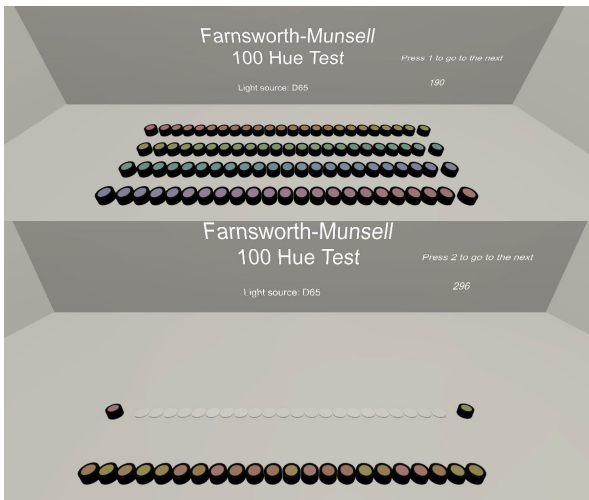 Farnsworth-Munsell
100 Hue Test
Press 1 to go to the next
190
Light source: D65
Farnsworth-Munsell
100 Hue Test
Press 2 to go to the next
296
Light source: D65